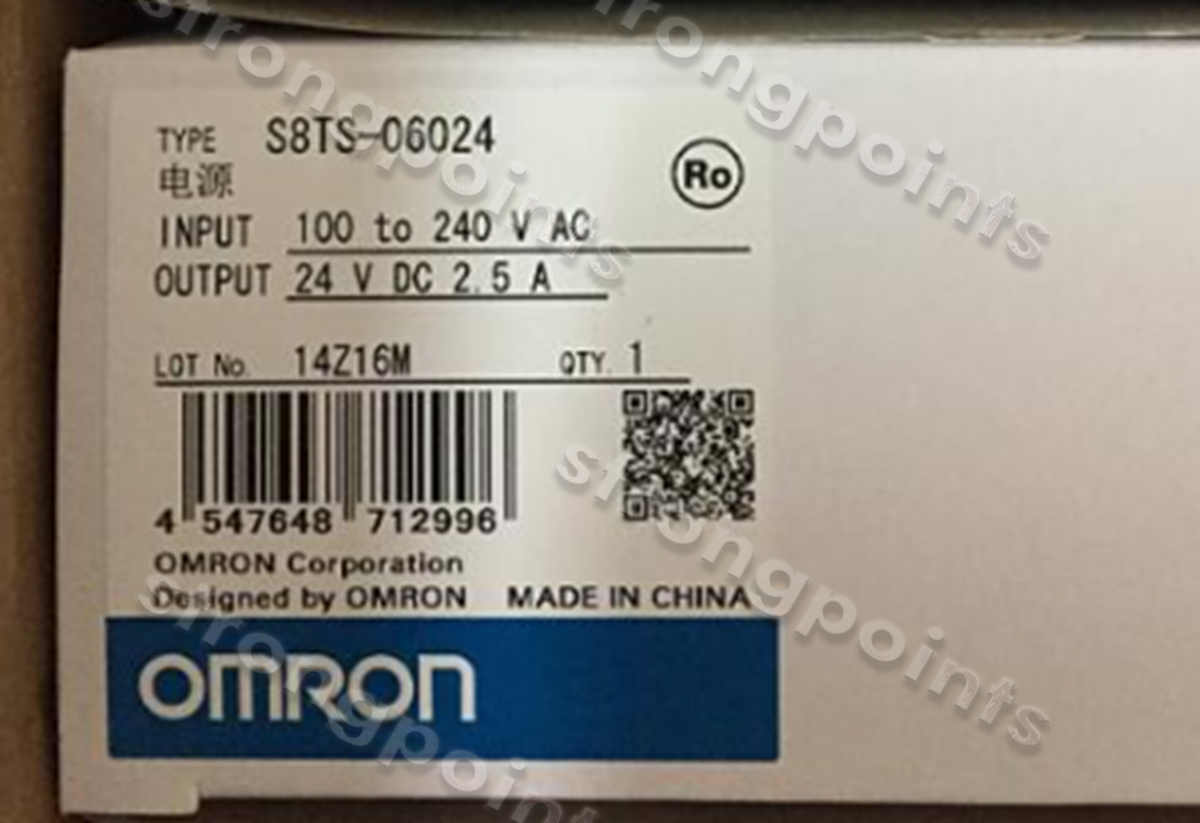 TYPE S8TS-06024
电源
Ro
INPUT 100 to 240 V AC
OUTPUT 24 V DC 2.5 A
LOT No. 14Z16M QTY. 1
4 547648 712996
OMRON Corporation
Designed by OMRON MADE IN CHINA
OMRON
strongpoints
strongpoints
strongpoints
strongpoints